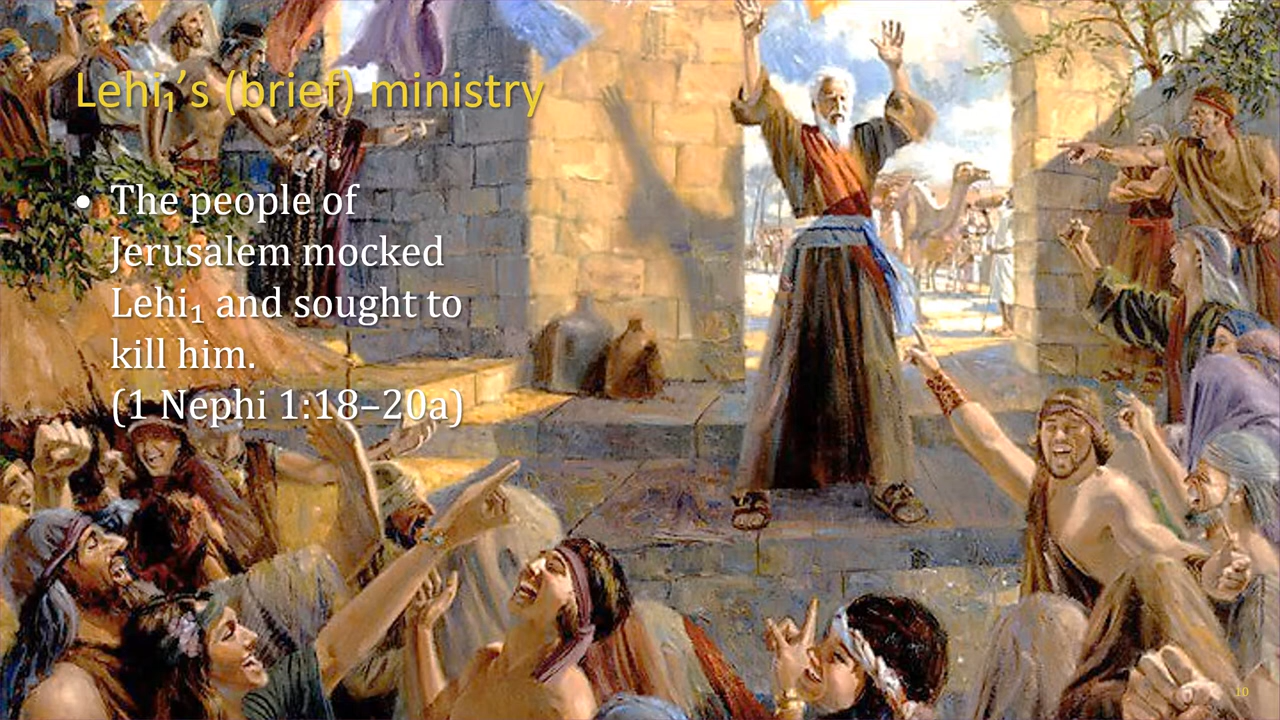 Lehi₁’s (brief) ministry
• The people of
Jerusalem mocked
Lehi₁ and sought to
kill him.
(1 Nephi 1:18–20a)
10